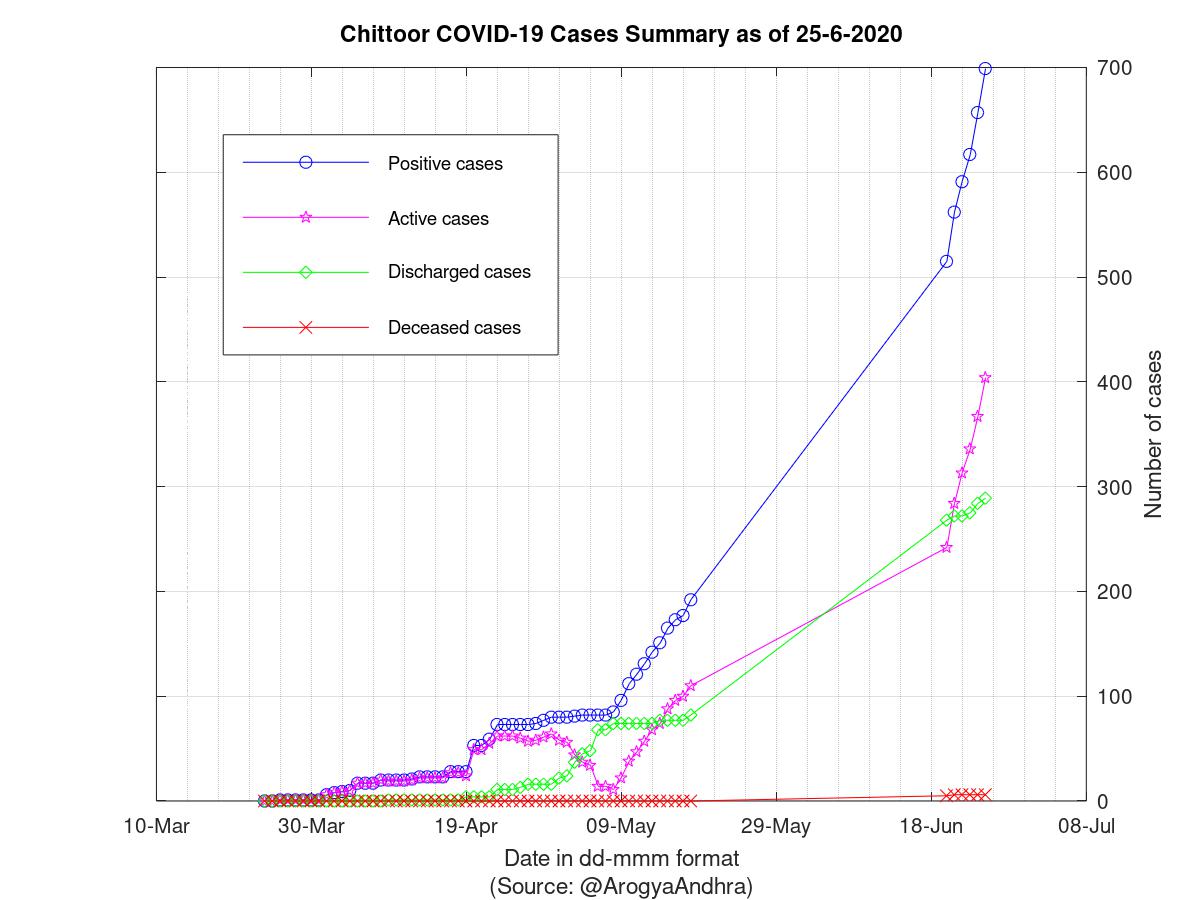 Chittoor COVID-19 Cases Summary as of 25-6-2020
Positive cases
Active cases
Discharged cases
Deceased cases
700
600
500
400
300
200
100
0
Number of cases
10-Mar 30-Mar 19-Apr 09-May 29-May 18-Jun 08-Jul
Date in dd-mmm format
(Source: @ArogyaAndhra)